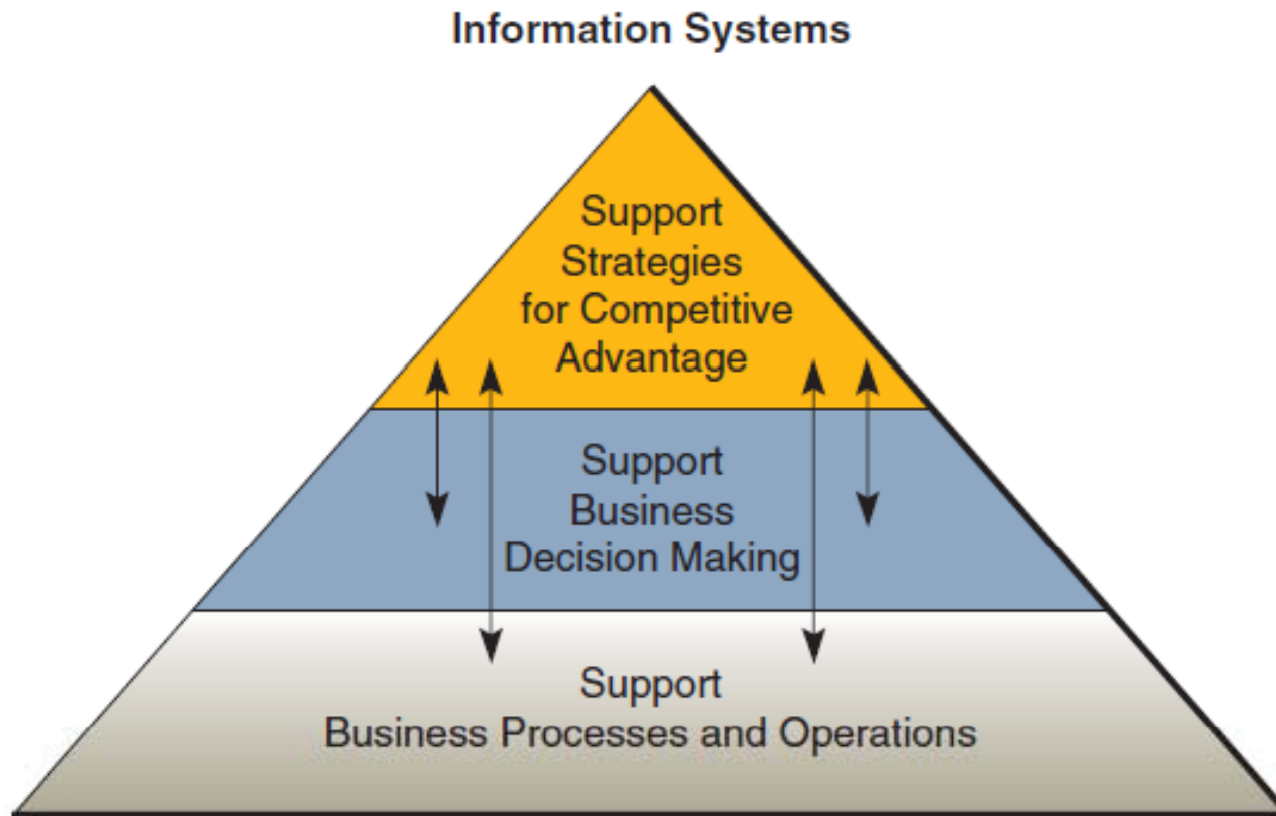 Information Systems
Support
Strategies
for Competitive
Advantage
Support
Business
Decision Making
Support
Business Processes and Operations